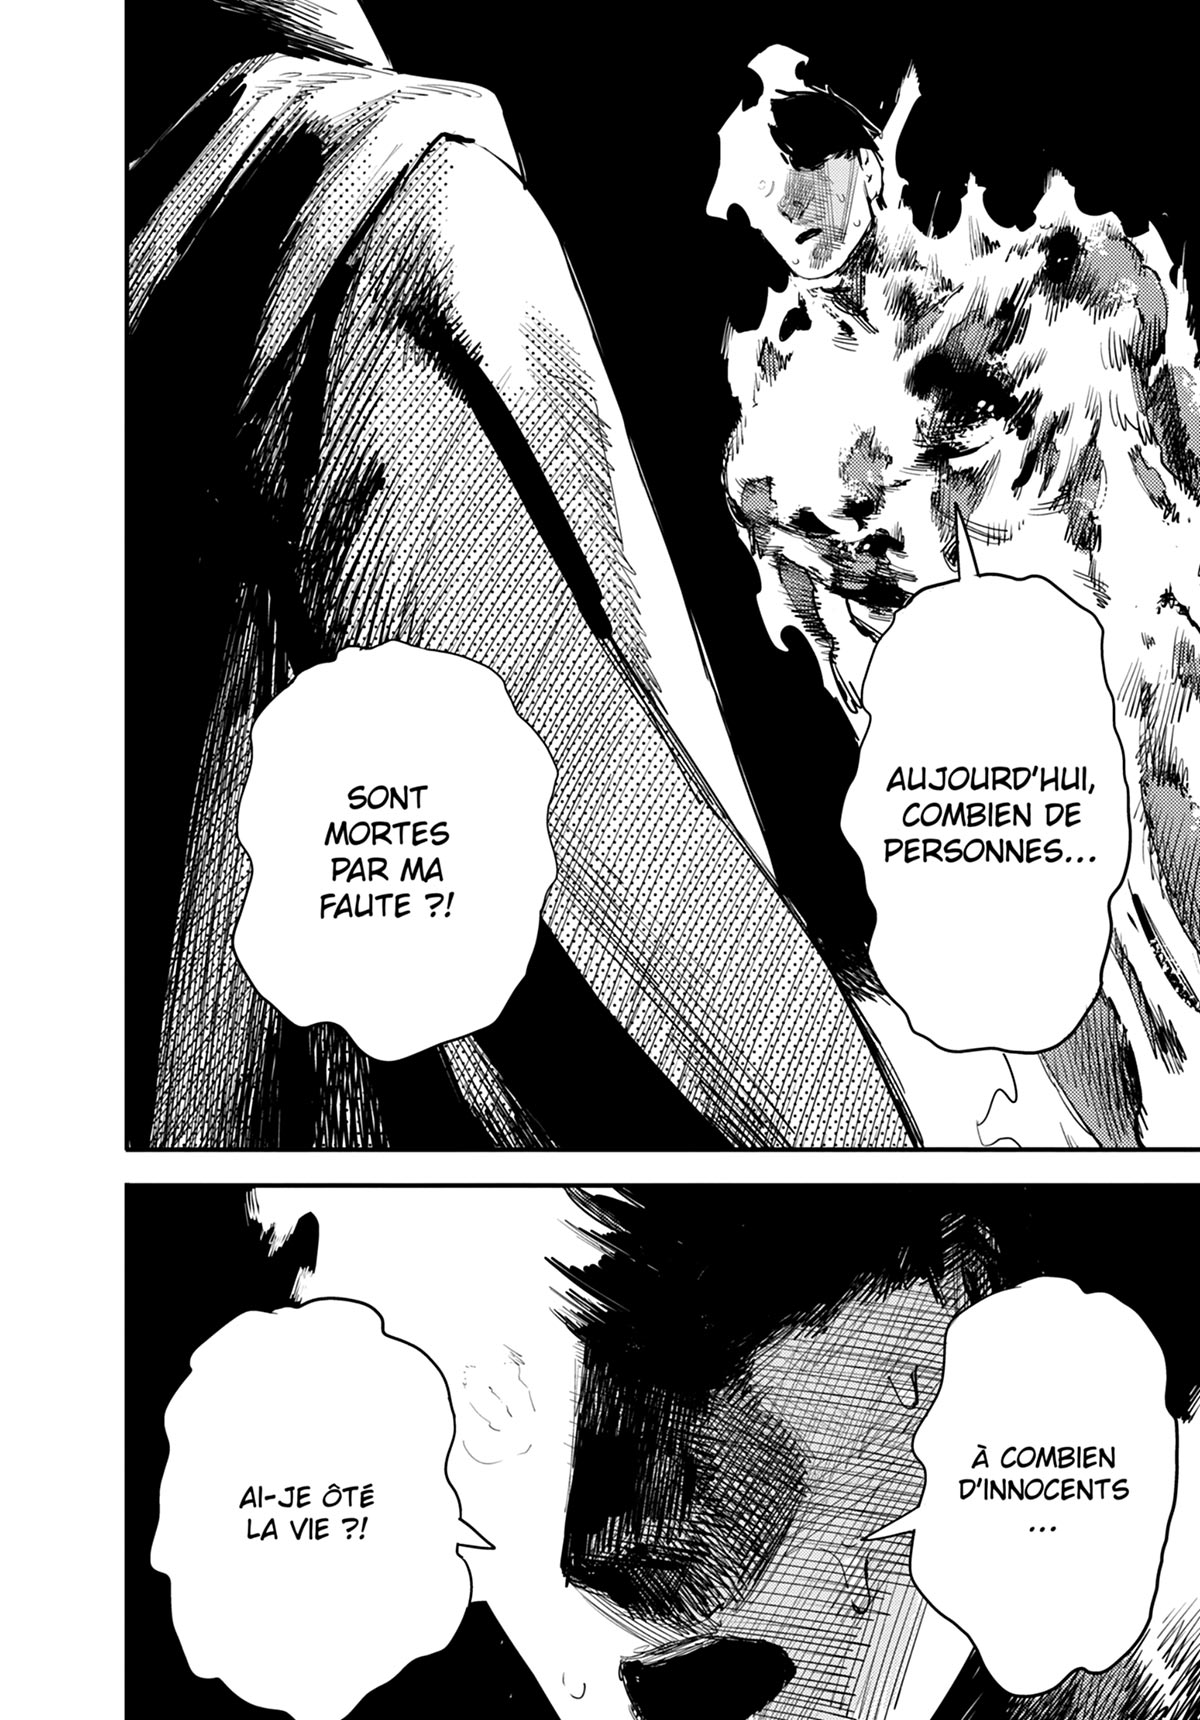 AUJOURD'HUI,
COMBIEN DE
PERSONNES...
SONT
MORTES
PAR MA
FAUTE ?!
À COMBIEN
D'INNOCENTS
...
AI-JE ÔTÉ
LA VIE ?!